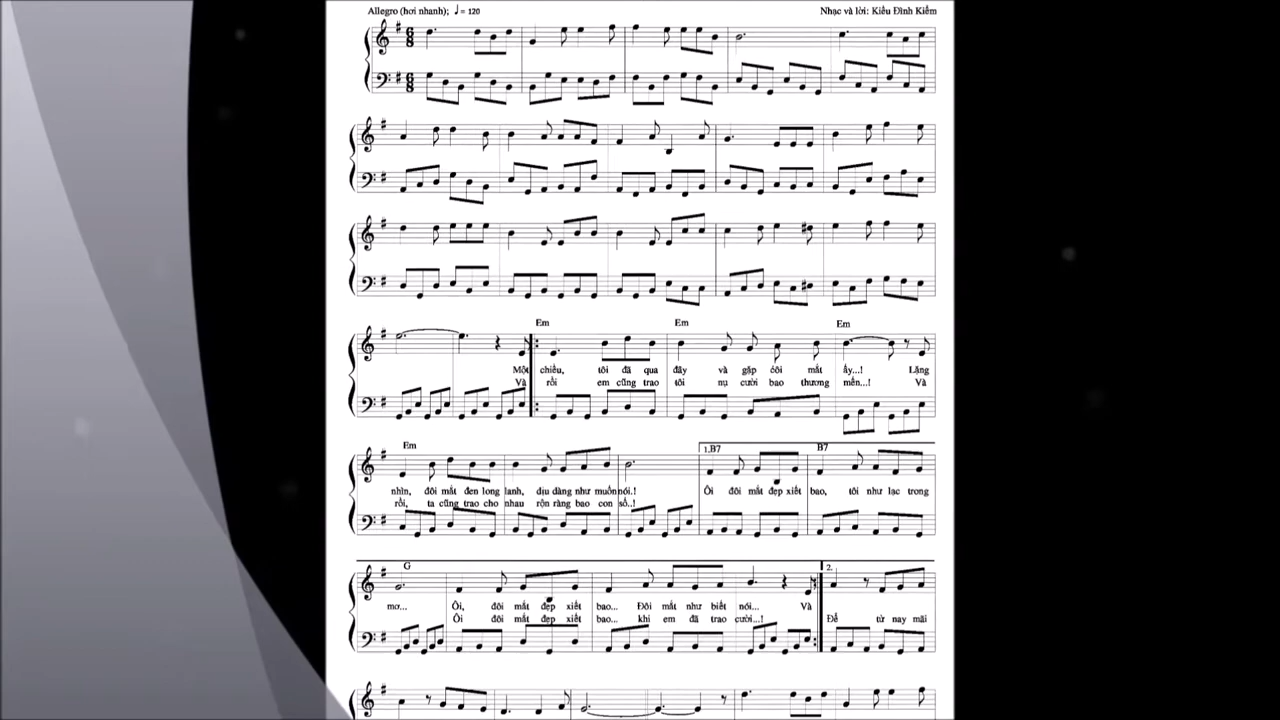 Allegro (hơi nhanh); ♩ = 120
Nhạc và lời: Kiều Đình Kiểm
Em Em Em
Một chiều, tôi đã qua đây và gặp đôi mắt ấy...! Lặng
Và rồi em cũng trao tôi nụ cười bao thương mến...! Và
Em 1. B7 B7
nhìn, đôi mắt đen long lanh, dịu dàng như muôn nói.! Ôi đôi mắt đẹp xiết bao, tôi như lạc trong
rồi, ta cũng trao cho nhau rộn ràng bao con số..!
G 2.
mơ... Ôi, đôi mắt đẹp xiết bao... Đôi mắt như biết nói... Và
Ôi đôi mắt đẹp xiết bao... khi em đã trao cười...! Để từ nay mãi